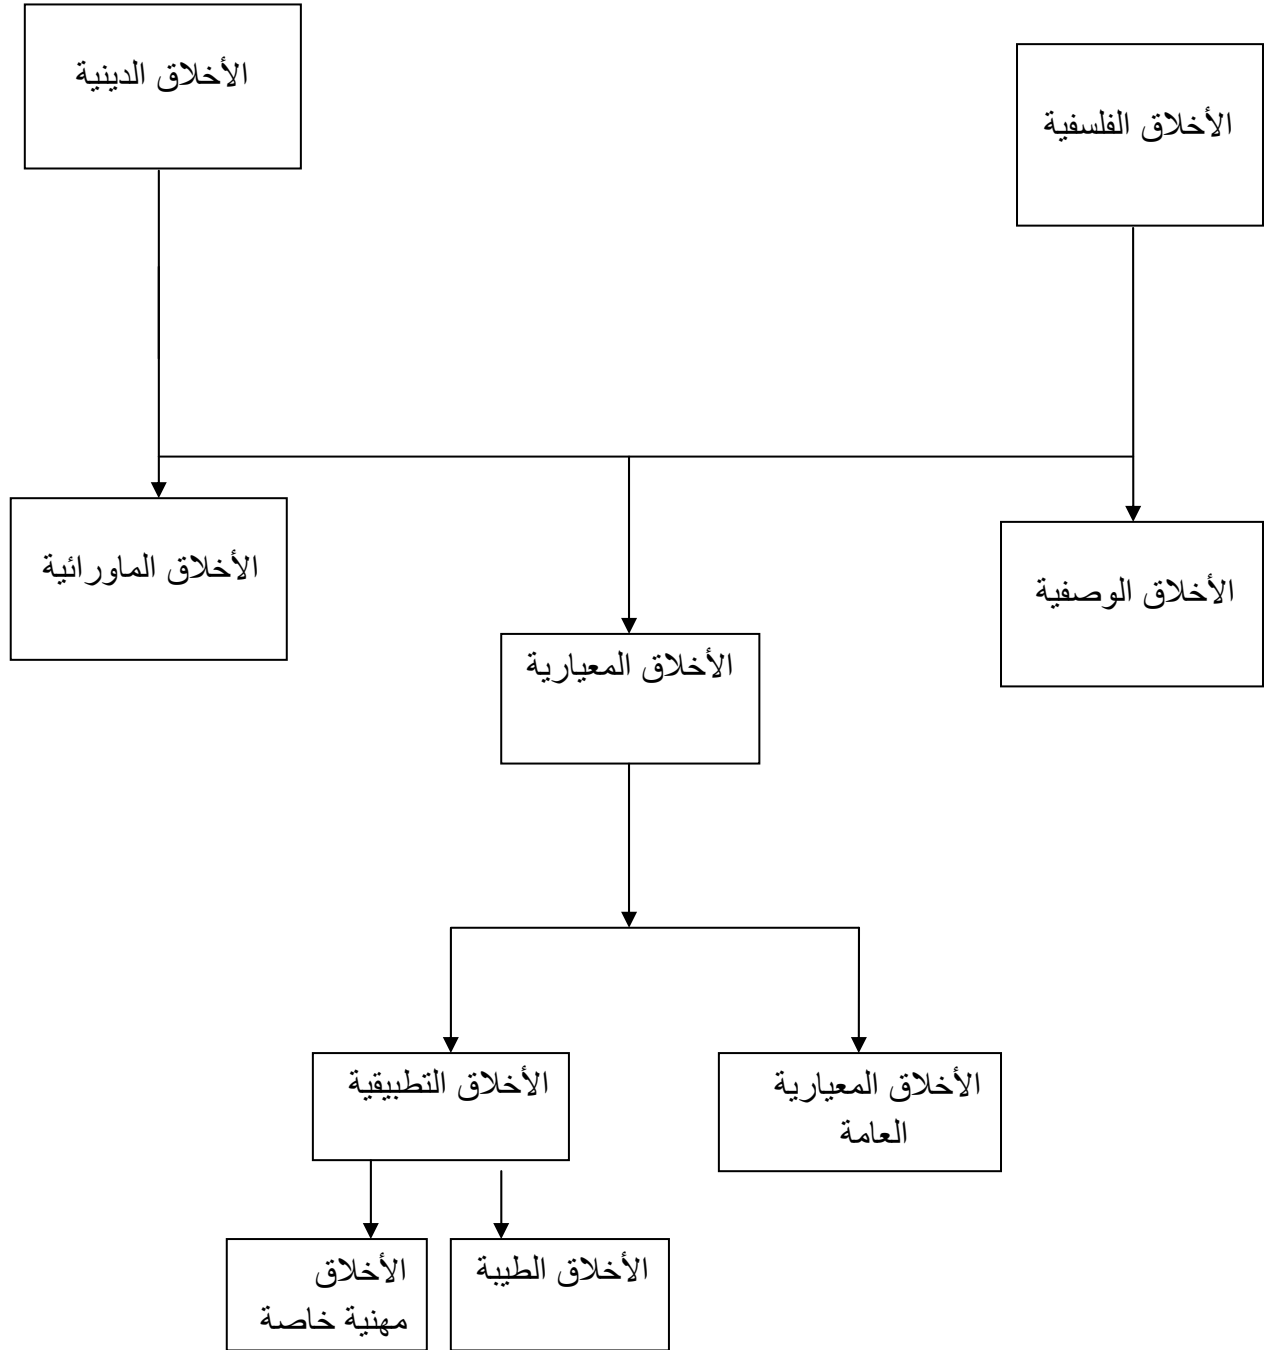 الأخلاق الفلسفية
الأخلاق الدينية
الأخلاق الوصفية
الأخلاق المعيارية
الأخلاق الماورائية
الأخلاق المعيارية
العامة
الأخلاق التطبيقية
الأخلاق الطيبة
الأخلاق
مهنية خاصة